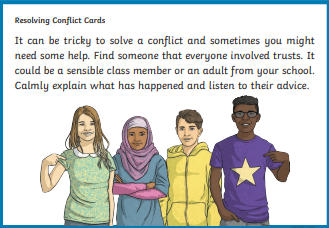 Resolving Conflict Cards
It can be tricky to solve a conflict and sometimes you might
need some help. Find someone that everyone involved trusts. It
could be a sensible class member or an adult from your school.
Calmly explain what has happened and listen to their advice.